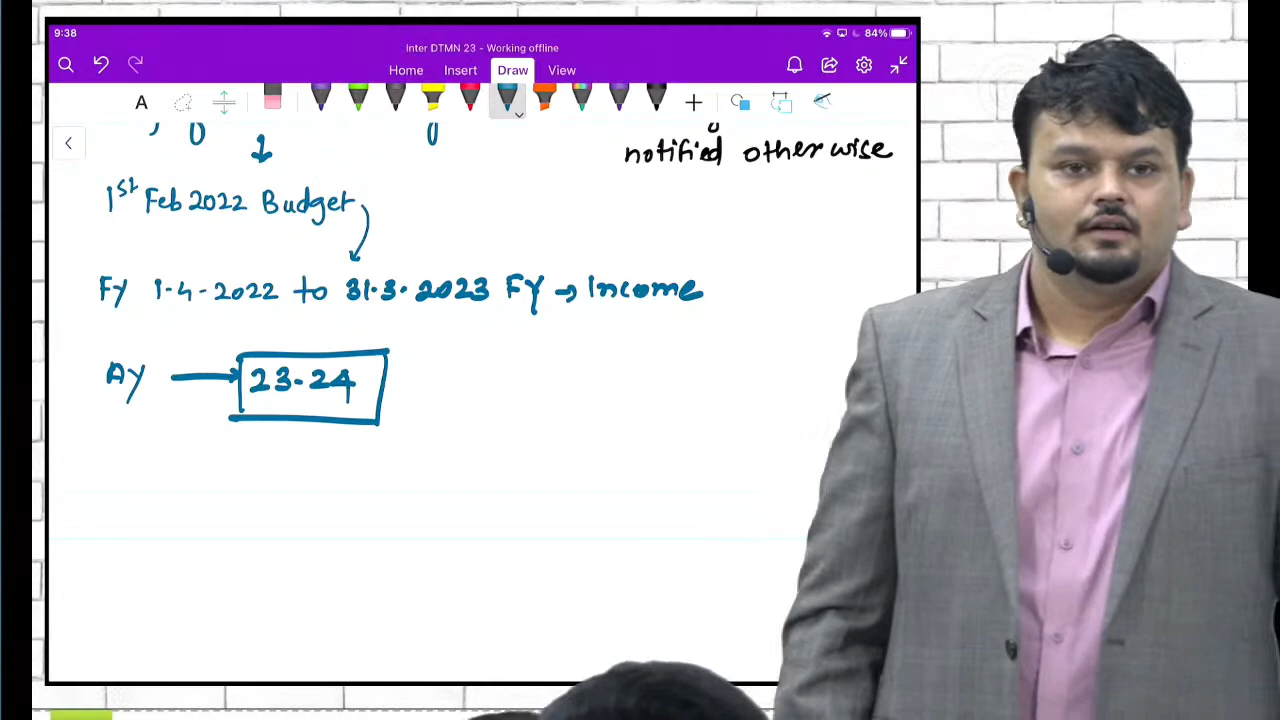 9:38
84%
Inter DTMN 23 - Working offline
Home Insert Draw View
A
notified otherwise
1st Feb 2022 Budget
Fy 1.4.2022 to 31.3.2023 FY → Income
Ay → 23.24